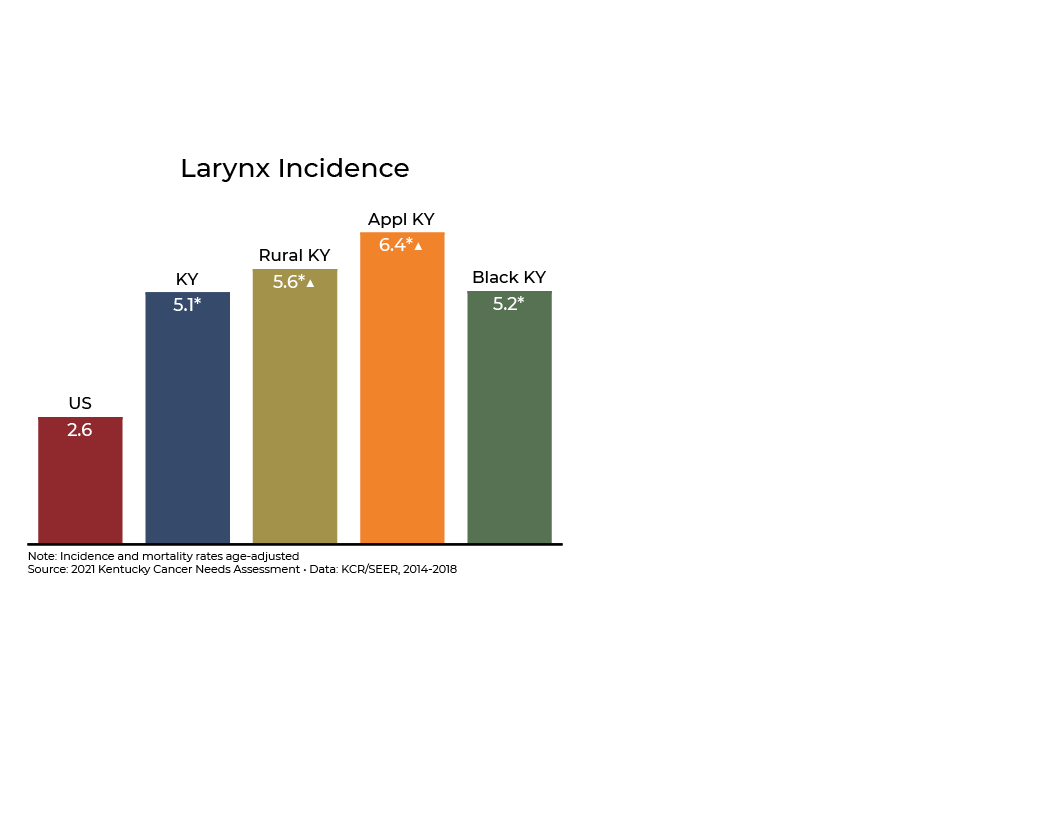 Larynx Incidence
US
2.6
KY
5.1*
Rural KY
5.6*▲
Appl KY
6.4*▲
Black KY
5.2*
Note: Incidence and mortality rates age-adjusted
Source: 2021 Kentucky Cancer Needs Assessment • Data: KCR/SEER, 2014-2018